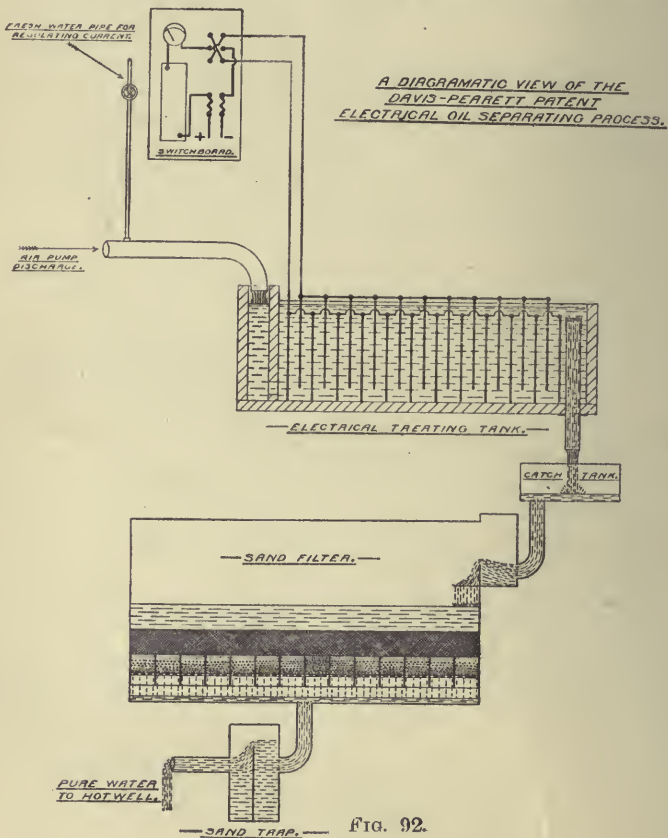 FRESH WATER PIPE FOR
REGULATING CURRENT.
A DIAGRAMATIC VIEW OF THE
DAVIS-PERRETT PATENT
ELECTRICAL OIL SEPARATING PROCESS.
+ −
SWITCHBOARD.
AIR PUMP
DISCHARGE.
— ELECTRICAL TREATING TANK. —
CATCH TANK.
— SAND FILTER. —
PURE WATER
TO HOTWELL.
— SAND TRAP. —
FIG. 92.